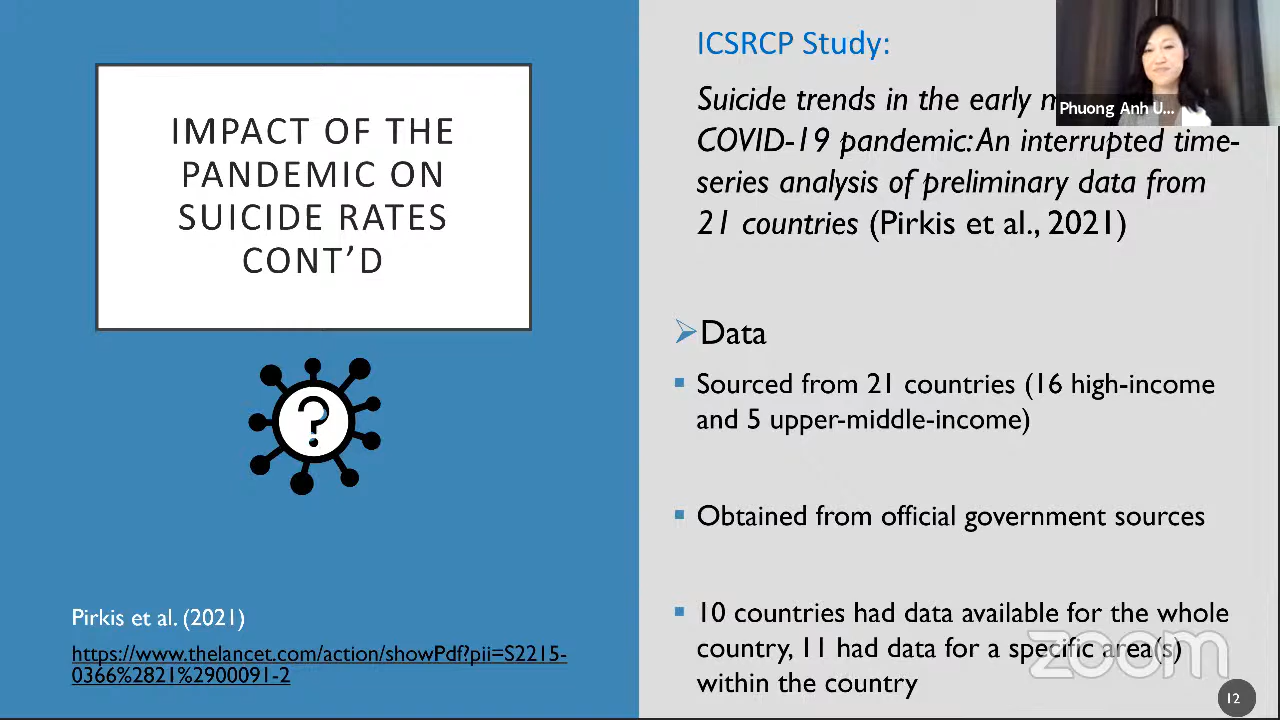 IMPACT OF THE
PANDEMIC ON
SUICIDE RATES
CONT’D
?
Pirkis et al. (2021)
https://www.thelancet.com/action/showPdf?pii=S2215-
0366%2821%2900091-2
ICSRCP Study:
Suicide trends in the early
COVID-19 pandemic: An interrupted time-
series analysis of preliminary data from
21 countries (Pirkis et al., 2021)
Phuong Anh U...
Data
Sourced from 21 countries (16 high-income
and 5 upper-middle-income)
Obtained from official government sources
10 countries had data available for the whole
country, 11 had data for a specific area(s)
within the country
zoom
12